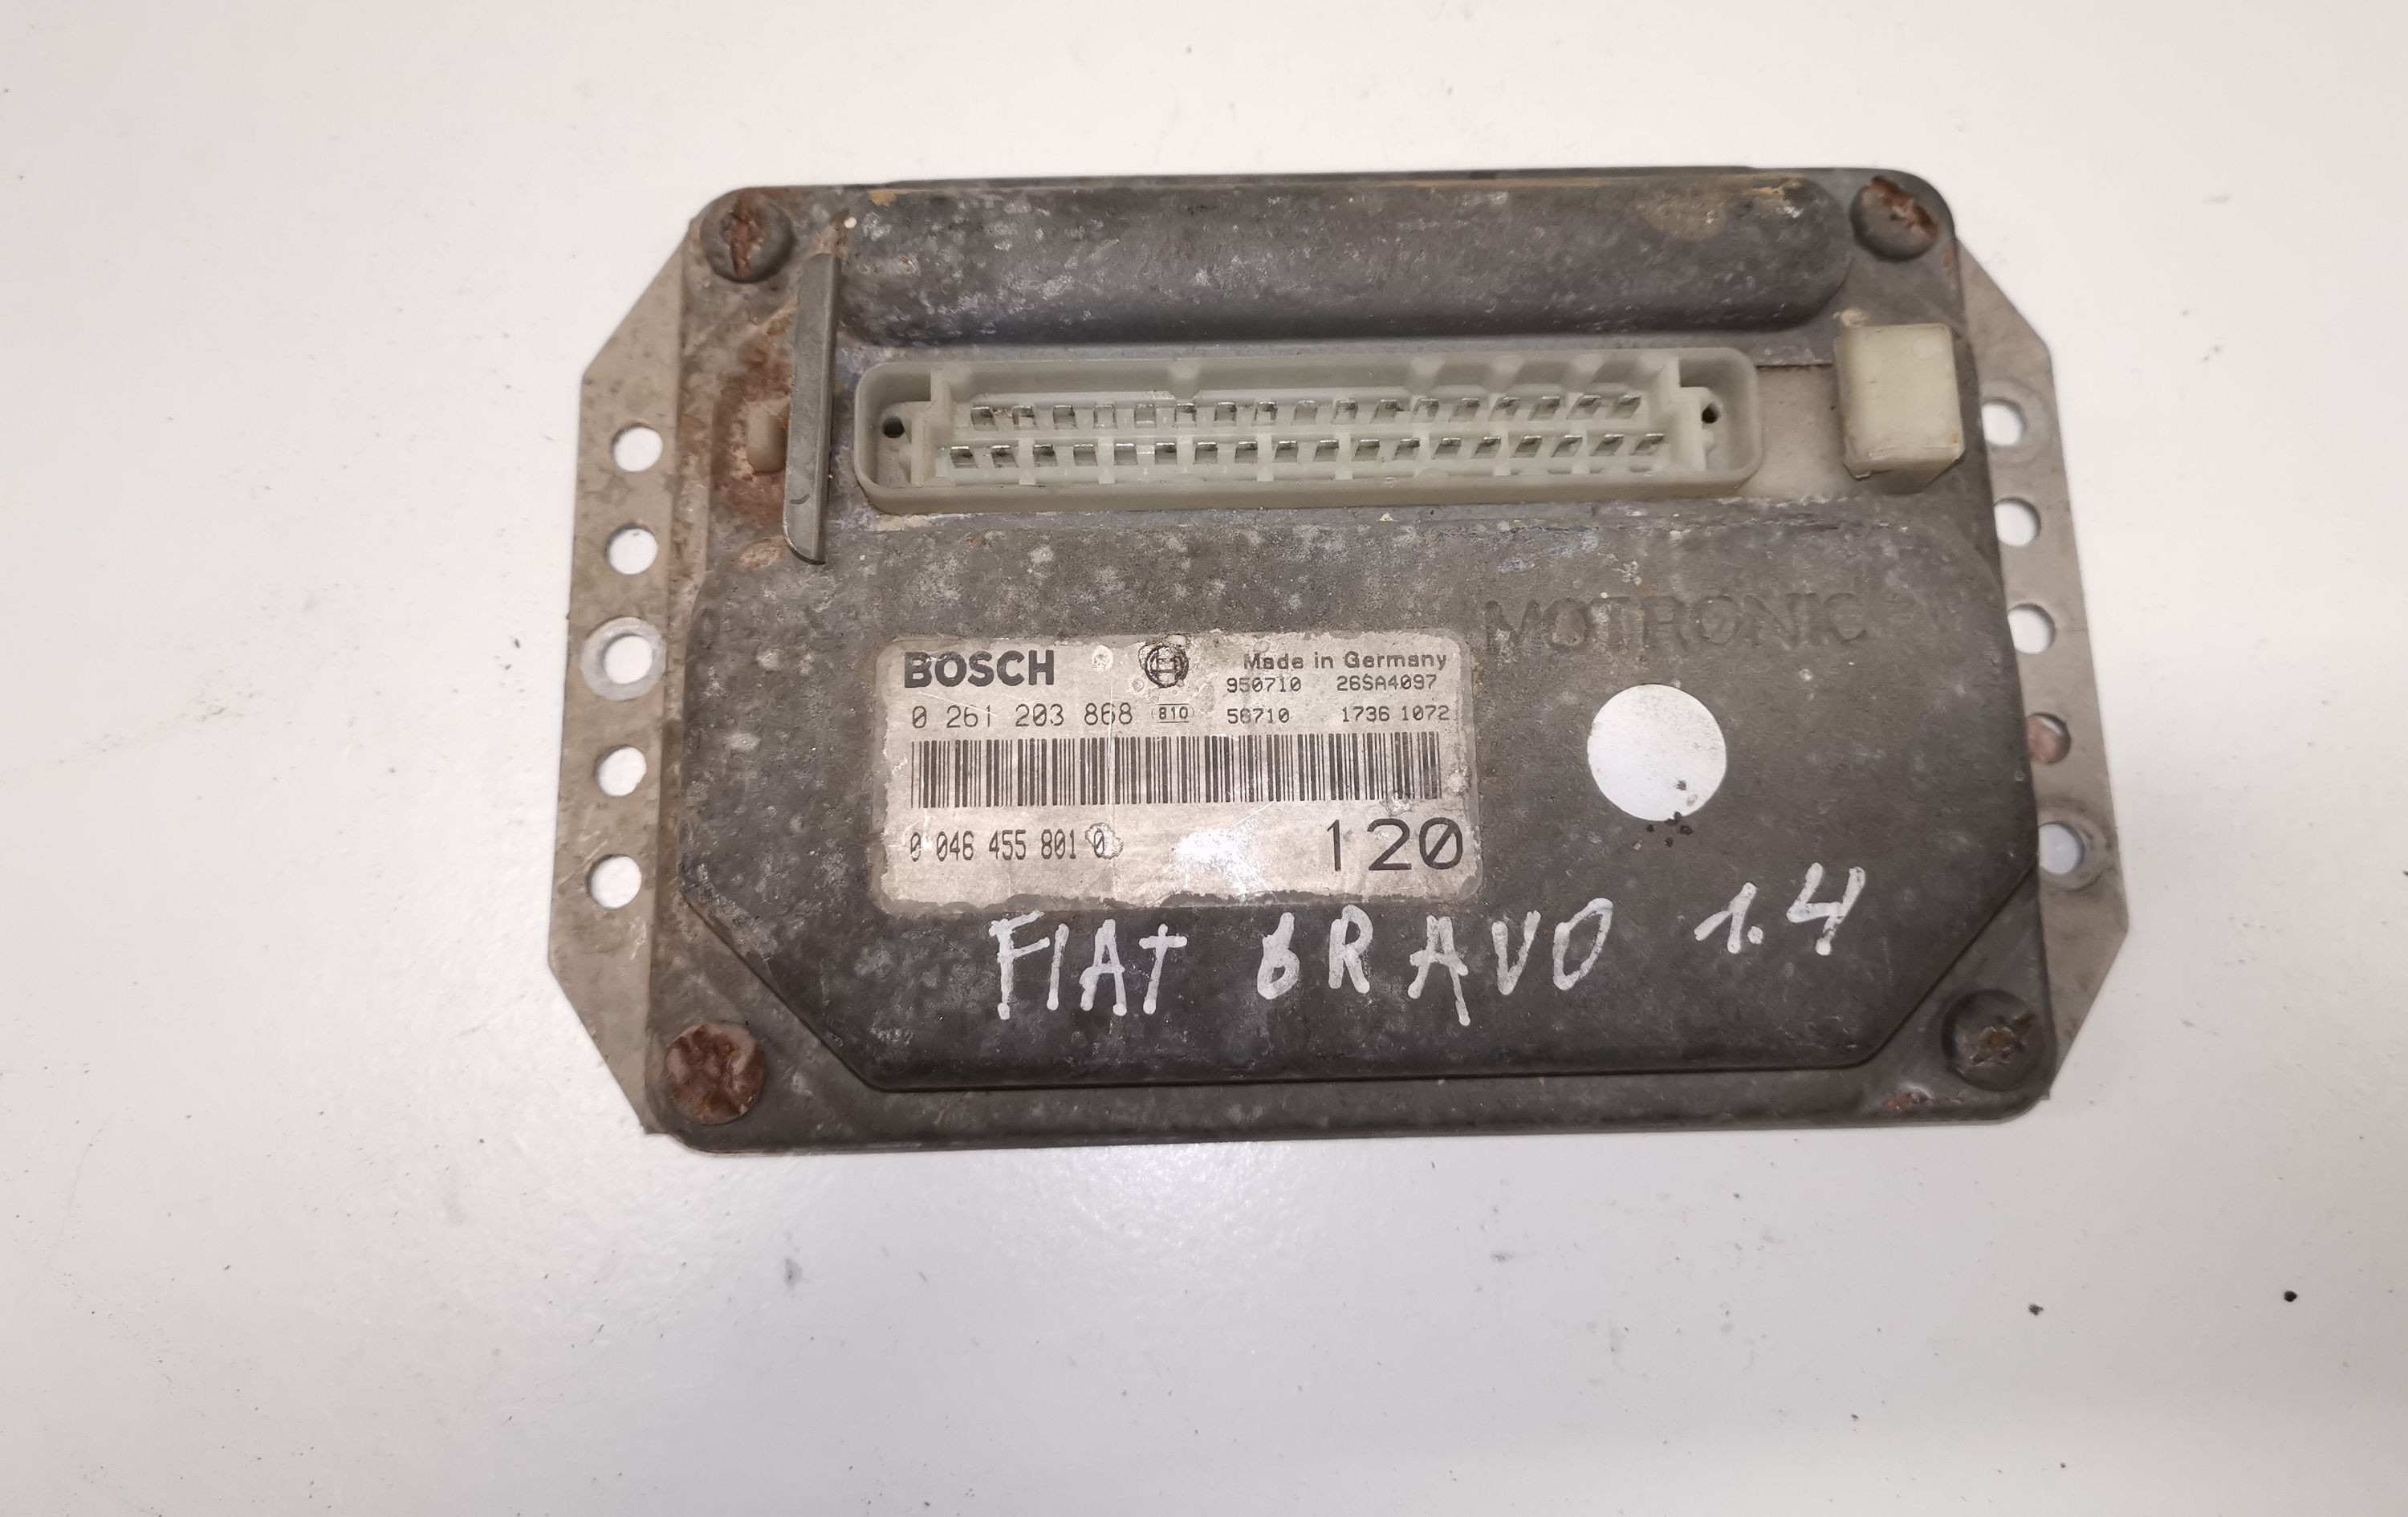 MOTRONIC
BOSCH Made in Germany
950710 26SA4097
0 261 203 868 810 56710 1736 1072
0 046 455 801 0 120
FIAT BRAVO 1.4